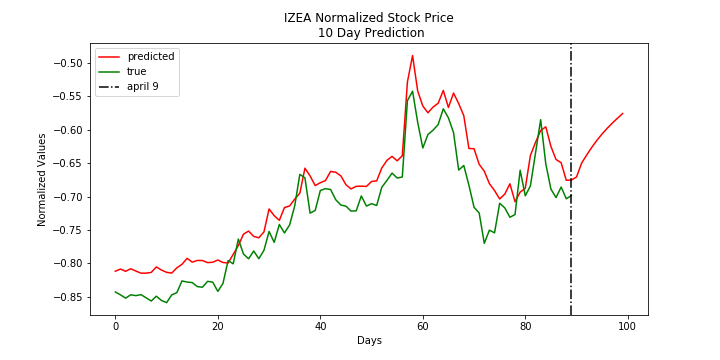 IZEA Normalized Stock Price
10 Day Prediction
predicted
true
april 9
−0.50
−0.55
−0.60
−0.65
−0.70
−0.75
−0.80
−0.85
Normalized Values
0 20 40 60 80 100
Days